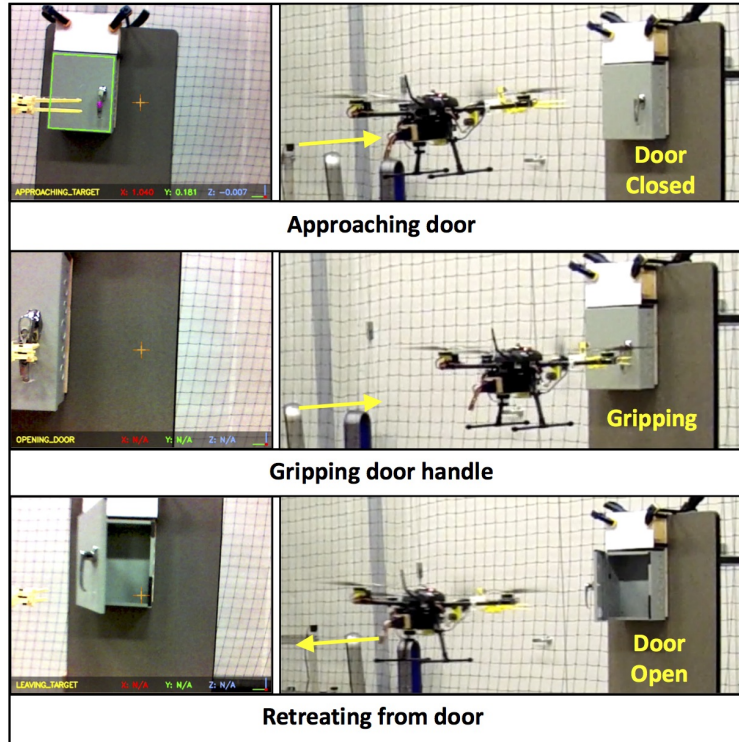 APPROACHING_TARGET X: 1.040 Y: 0.181 Z: -0.007
Door
Closed
Approaching door
OPENING_DOOR X: N/A Y: N/A Z: N/A
Gripping
Gripping door handle
LEAVING_TARGET X: N/A Y: N/A Z: N/A
Door
Open
Retreating from door